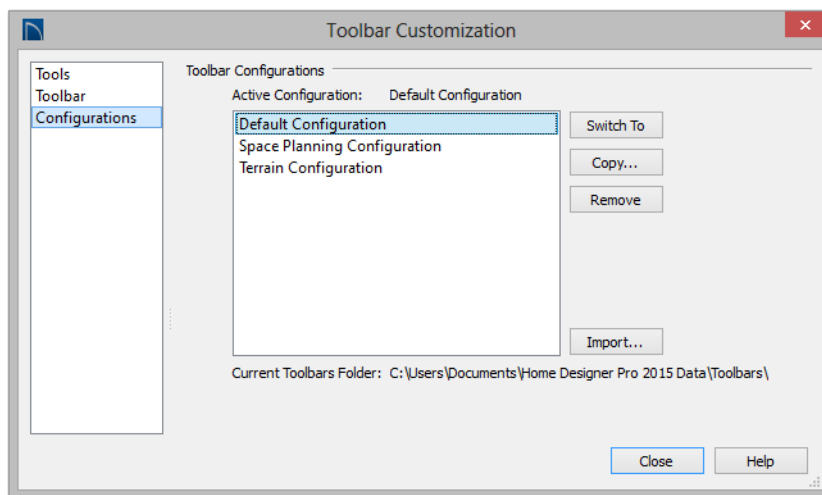 Toolbar Customization
Tools
Toolbar
Configurations
Toolbar Configurations
Active Configuration: Default Configuration
Default Configuration
Space Planning Configuration
Terrain Configuration
Switch To
Copy...
Remove
Import...
Current Toolbars Folder: C:\Users\Documents\Home Designer Pro 2015 Data\Toolbars\
Close
Help